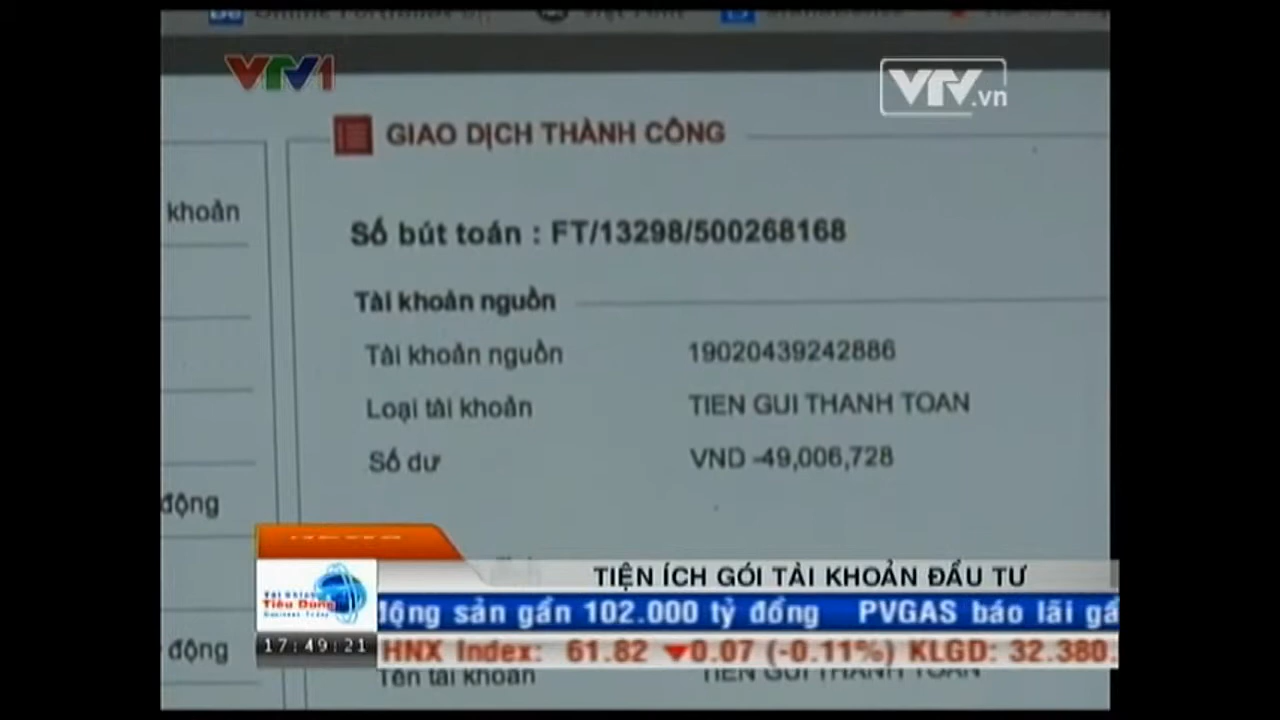 VTV1
VTV.vn
GIAO DỊCH THÀNH CÔNG
khoản
Số bút toán : FT/13298/500268168
Tài khoản nguồn
Tài khoản nguồn 19020439242886
Loại tài khoản TIEN GUI THANH TOAN
Số dư VND -49,006,728
động
TIỆN ÍCH GÓI TÀI KHOẢN ĐẦU TƯ
Tiêu Dùng
động sản gần 102.000 tỷ đồng PVGAS báo lãi gấ
17:49:21
HNX Index: 61.82 ▼0.07 (-0.11%) KLGD: 32.380.
động
Tên tài khoản TIEN GUI THANH TOAN